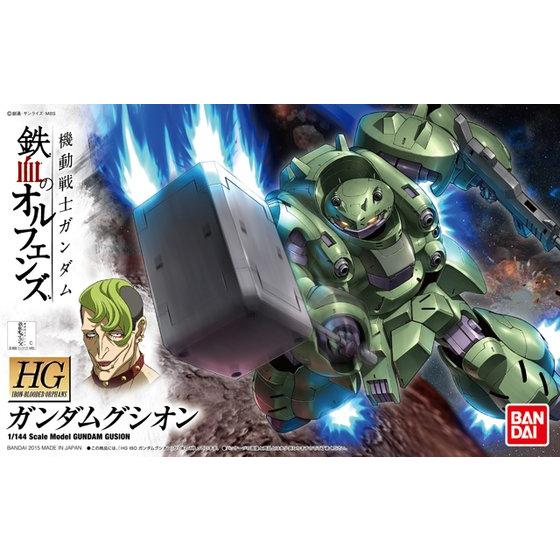 ©創通・サンライズ・MBS
機動戦士ガンダム
鉄血のオルフェンズ
HG
IRON-BLOODED ORPHANS
ガンダムグシオン
1/144 Scale Model GUNDAM GUSION
BANDAI 2015 MADE IN JAPAN
BAN
DAI